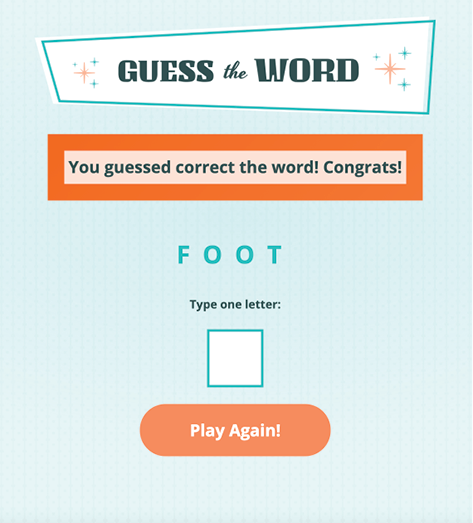 GUESS the WORD
You guessed correct the word! Congrats!
F O O T
Type one letter:
Play Again!